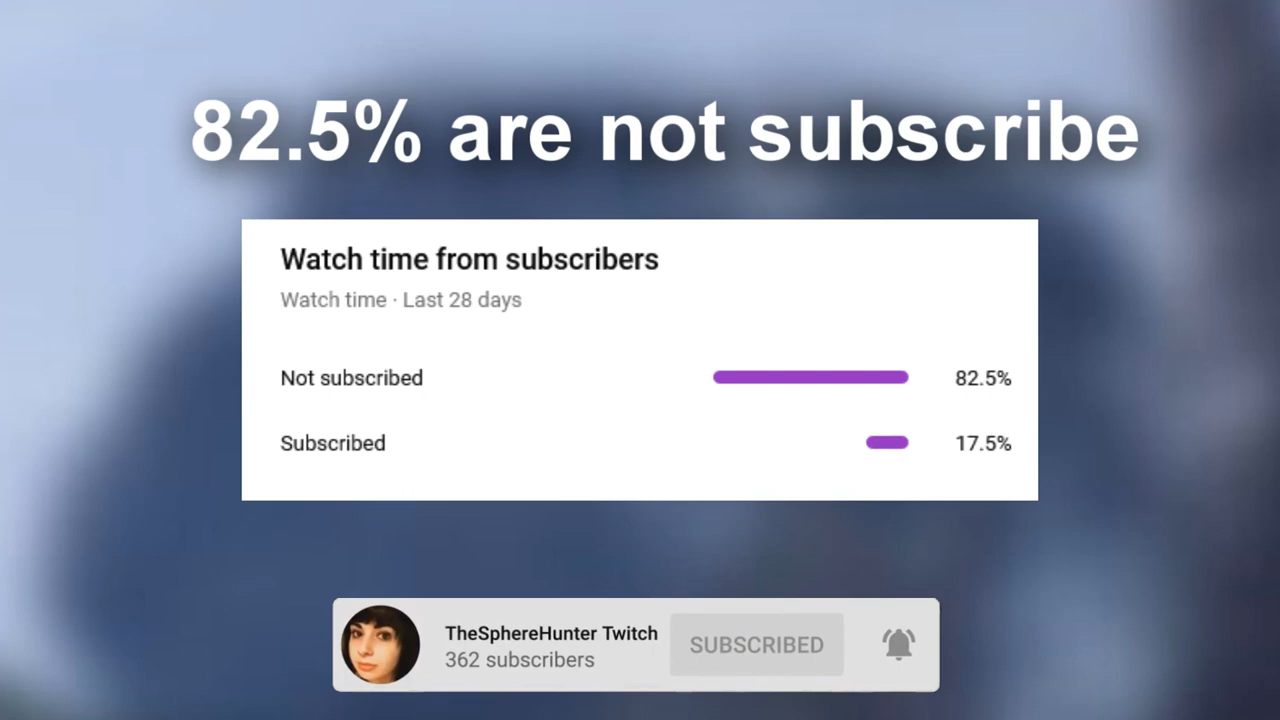 82.5% are not subscribe
Watch time from subscribers
Watch time · Last 28 days
Not subscribed 82.5%
Subscribed 17.5%
TheSphereHunter Twitch
362 subscribers
SUBSCRIBED